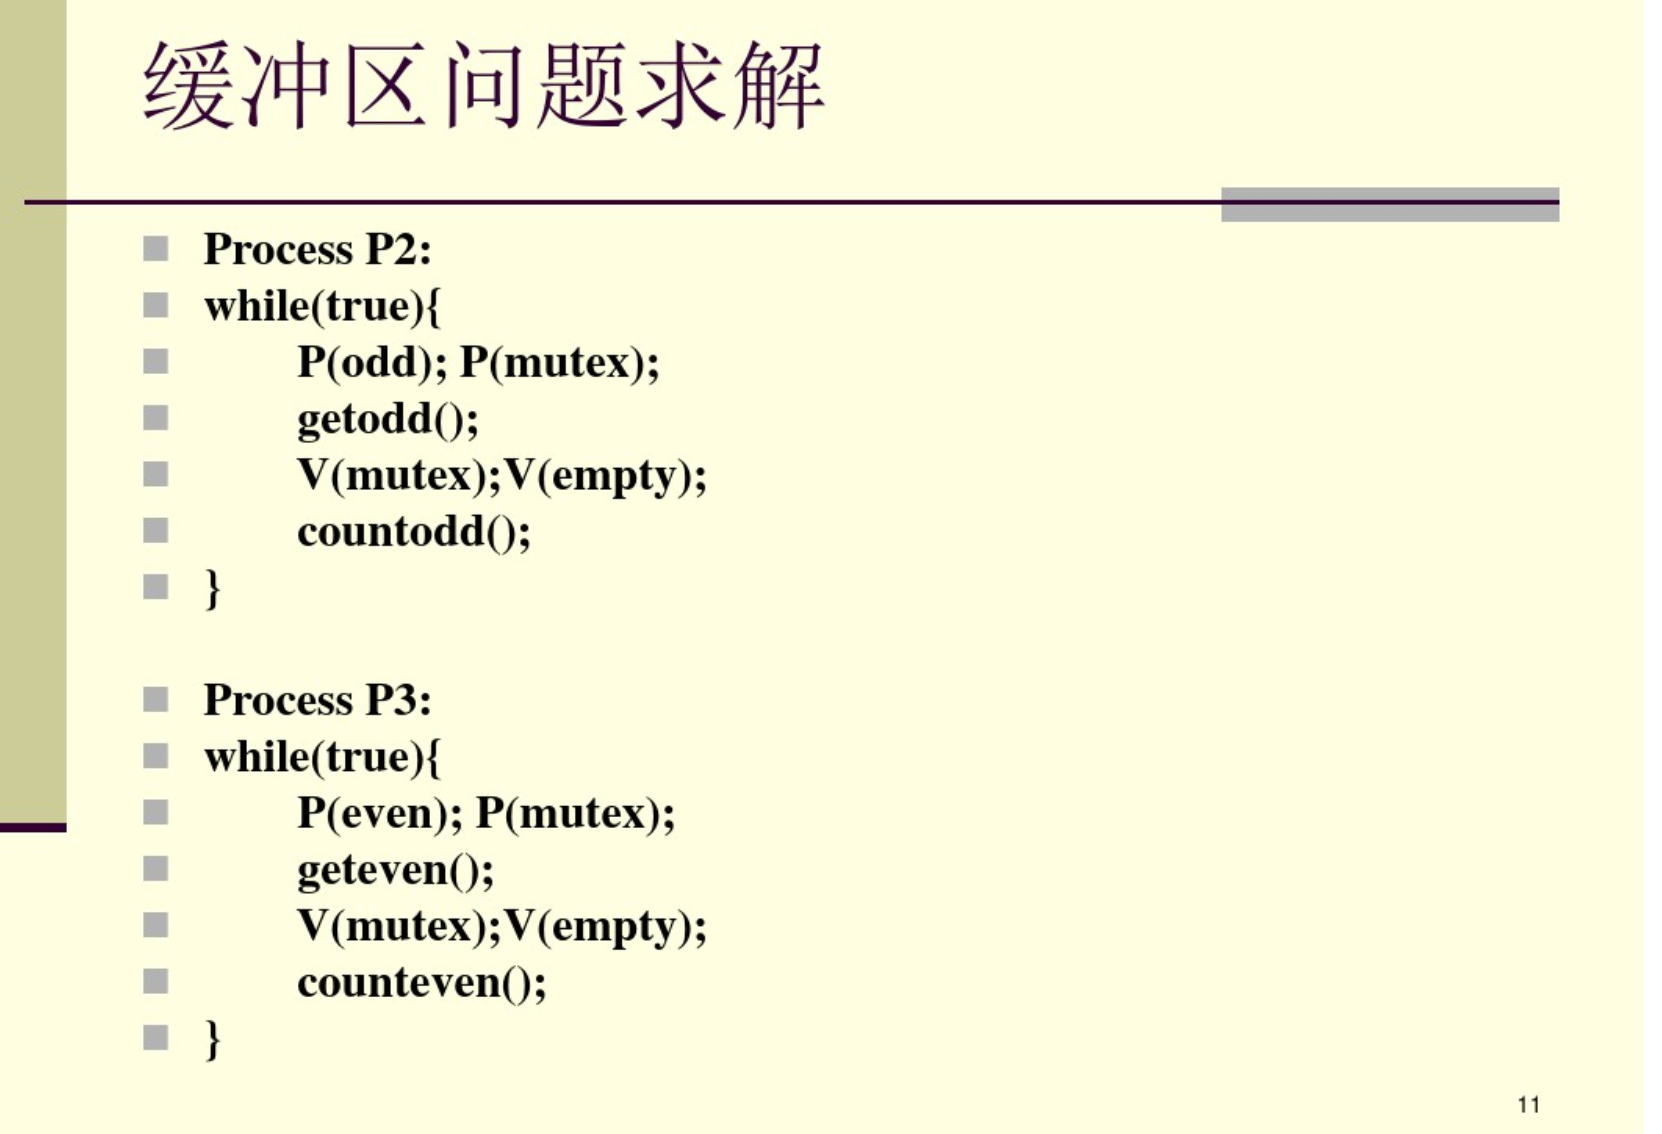 缓冲区问题求解
Process P2:
while(true){
P(odd); P(mutex);
getodd();
V(mutex);V(empty);
countodd();
}
Process P3:
while(true){
P(even); P(mutex);
geteven();
V(mutex);V(empty);
counteven();
}
11